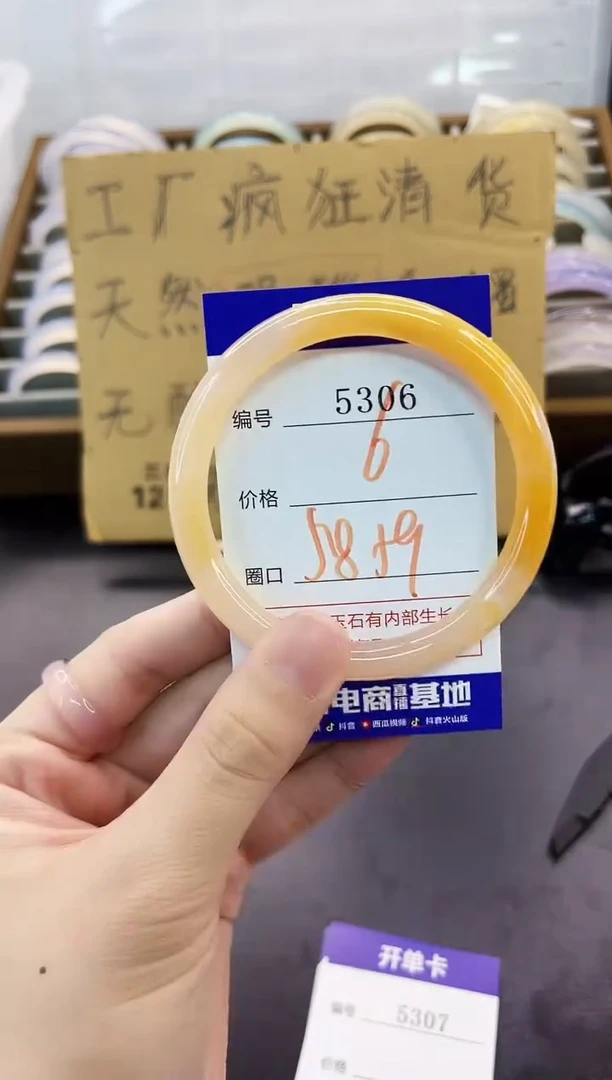 工厂疯狂清货
天然
无
12
编号 5306
6
价格
圈口 58 59
玉石有内部生长
电商直播基地
抖音 西瓜视频 抖音火山版
开单卡
编号 5307
价格